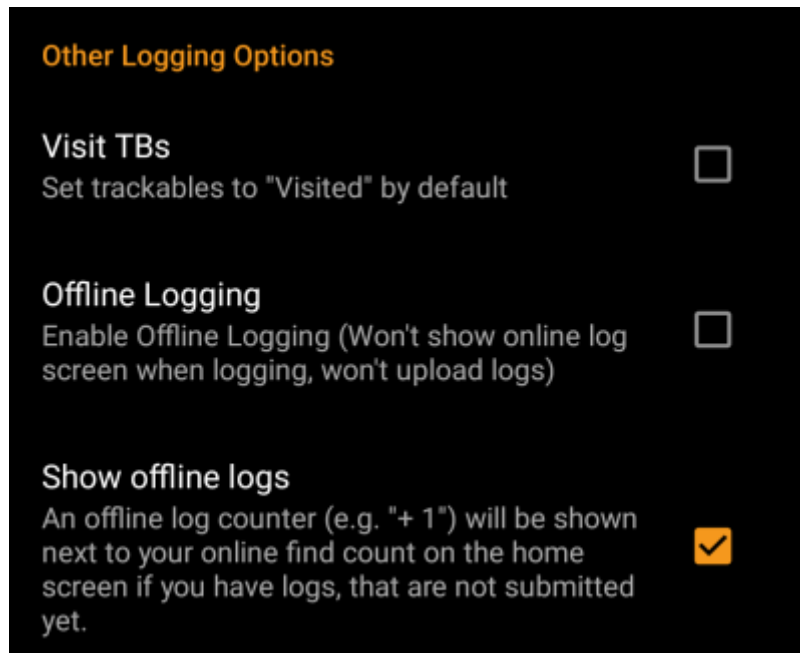 Other Logging Options
Visit TBs
Set trackables to "Visited" by default
Offline Logging
Enable Offline Logging (Won't show online log
screen when logging, won't upload logs)
Show offline logs
An offline log counter (e.g. "+ 1") will be shown
next to your online find count on the home
screen if you have logs, that are not submitted
yet.